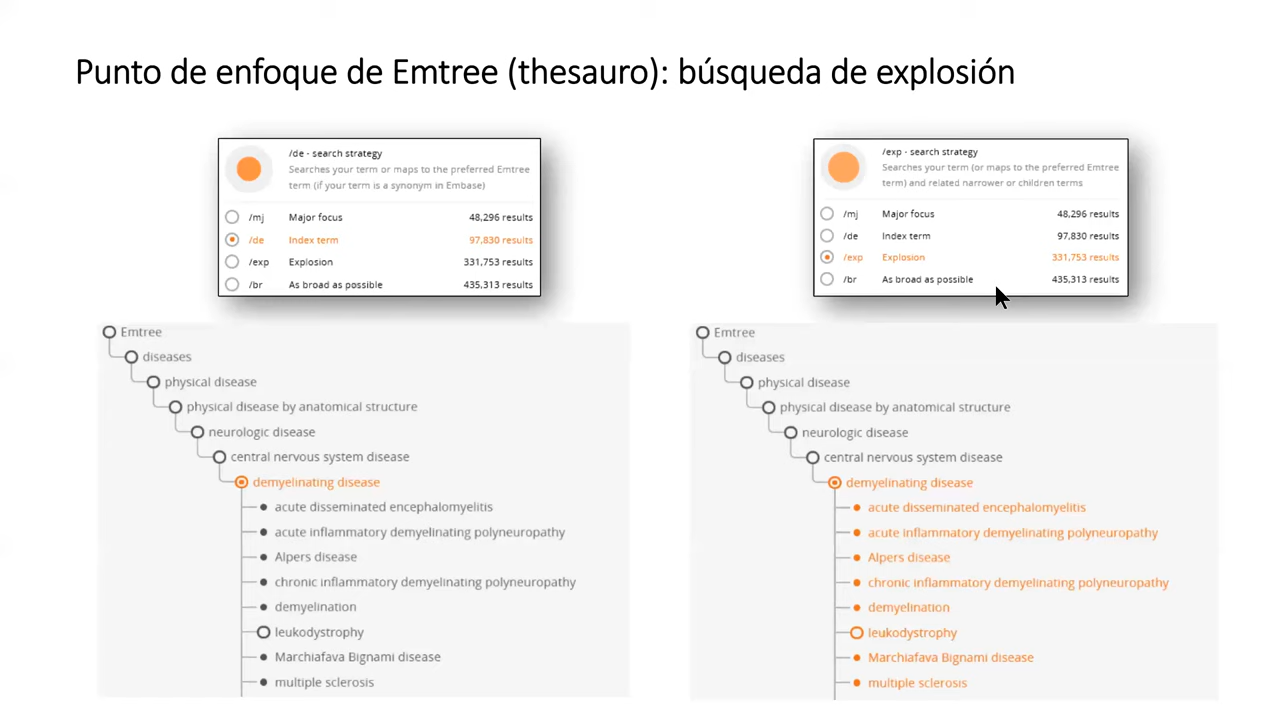 Punto de enfoque de Emtree (thesauro): búsqueda de explosión
/de - search strategy
Searches your term (or maps to the preferred Emtree
term (if your term is a synonym in Embase)
/mj Major focus 48,296 results
/de Index term 97,830 results
/exp Explosion 331,753 results
/br As broad as possible 435,313 results
Emtree
diseases
physical disease
physical disease by anatomical structure
neurologic disease
central nervous system disease
demyelinating disease
acute disseminated encephalomyelitis
acute inflammatory demyelinating polyneuropathy
Alpers disease
chronic inflammatory demyelinating polyneuropathy
demyelination
leukodystrophy
Marchiafava Bignami disease
multiple sclerosis
/exp - search strategy
Searches your term (or maps to the preferred Emtree
term) and related narrower or children terms
/mj Major focus 48,296 results
/de Index term 97,830 results
/exp Explosion 331,753 results
/br As broad as possible 435,313 results
Emtree
diseases
physical disease
physical disease by anatomical structure
neurologic disease
central nervous system disease
demyelinating disease
acute disseminated encephalomyelitis
acute inflammatory demyelinating polyneuropathy
Alpers disease
chronic inflammatory demyelinating polyneuropathy
demyelination
leukodystrophy
Marchiafava Bignami disease
multiple sclerosis